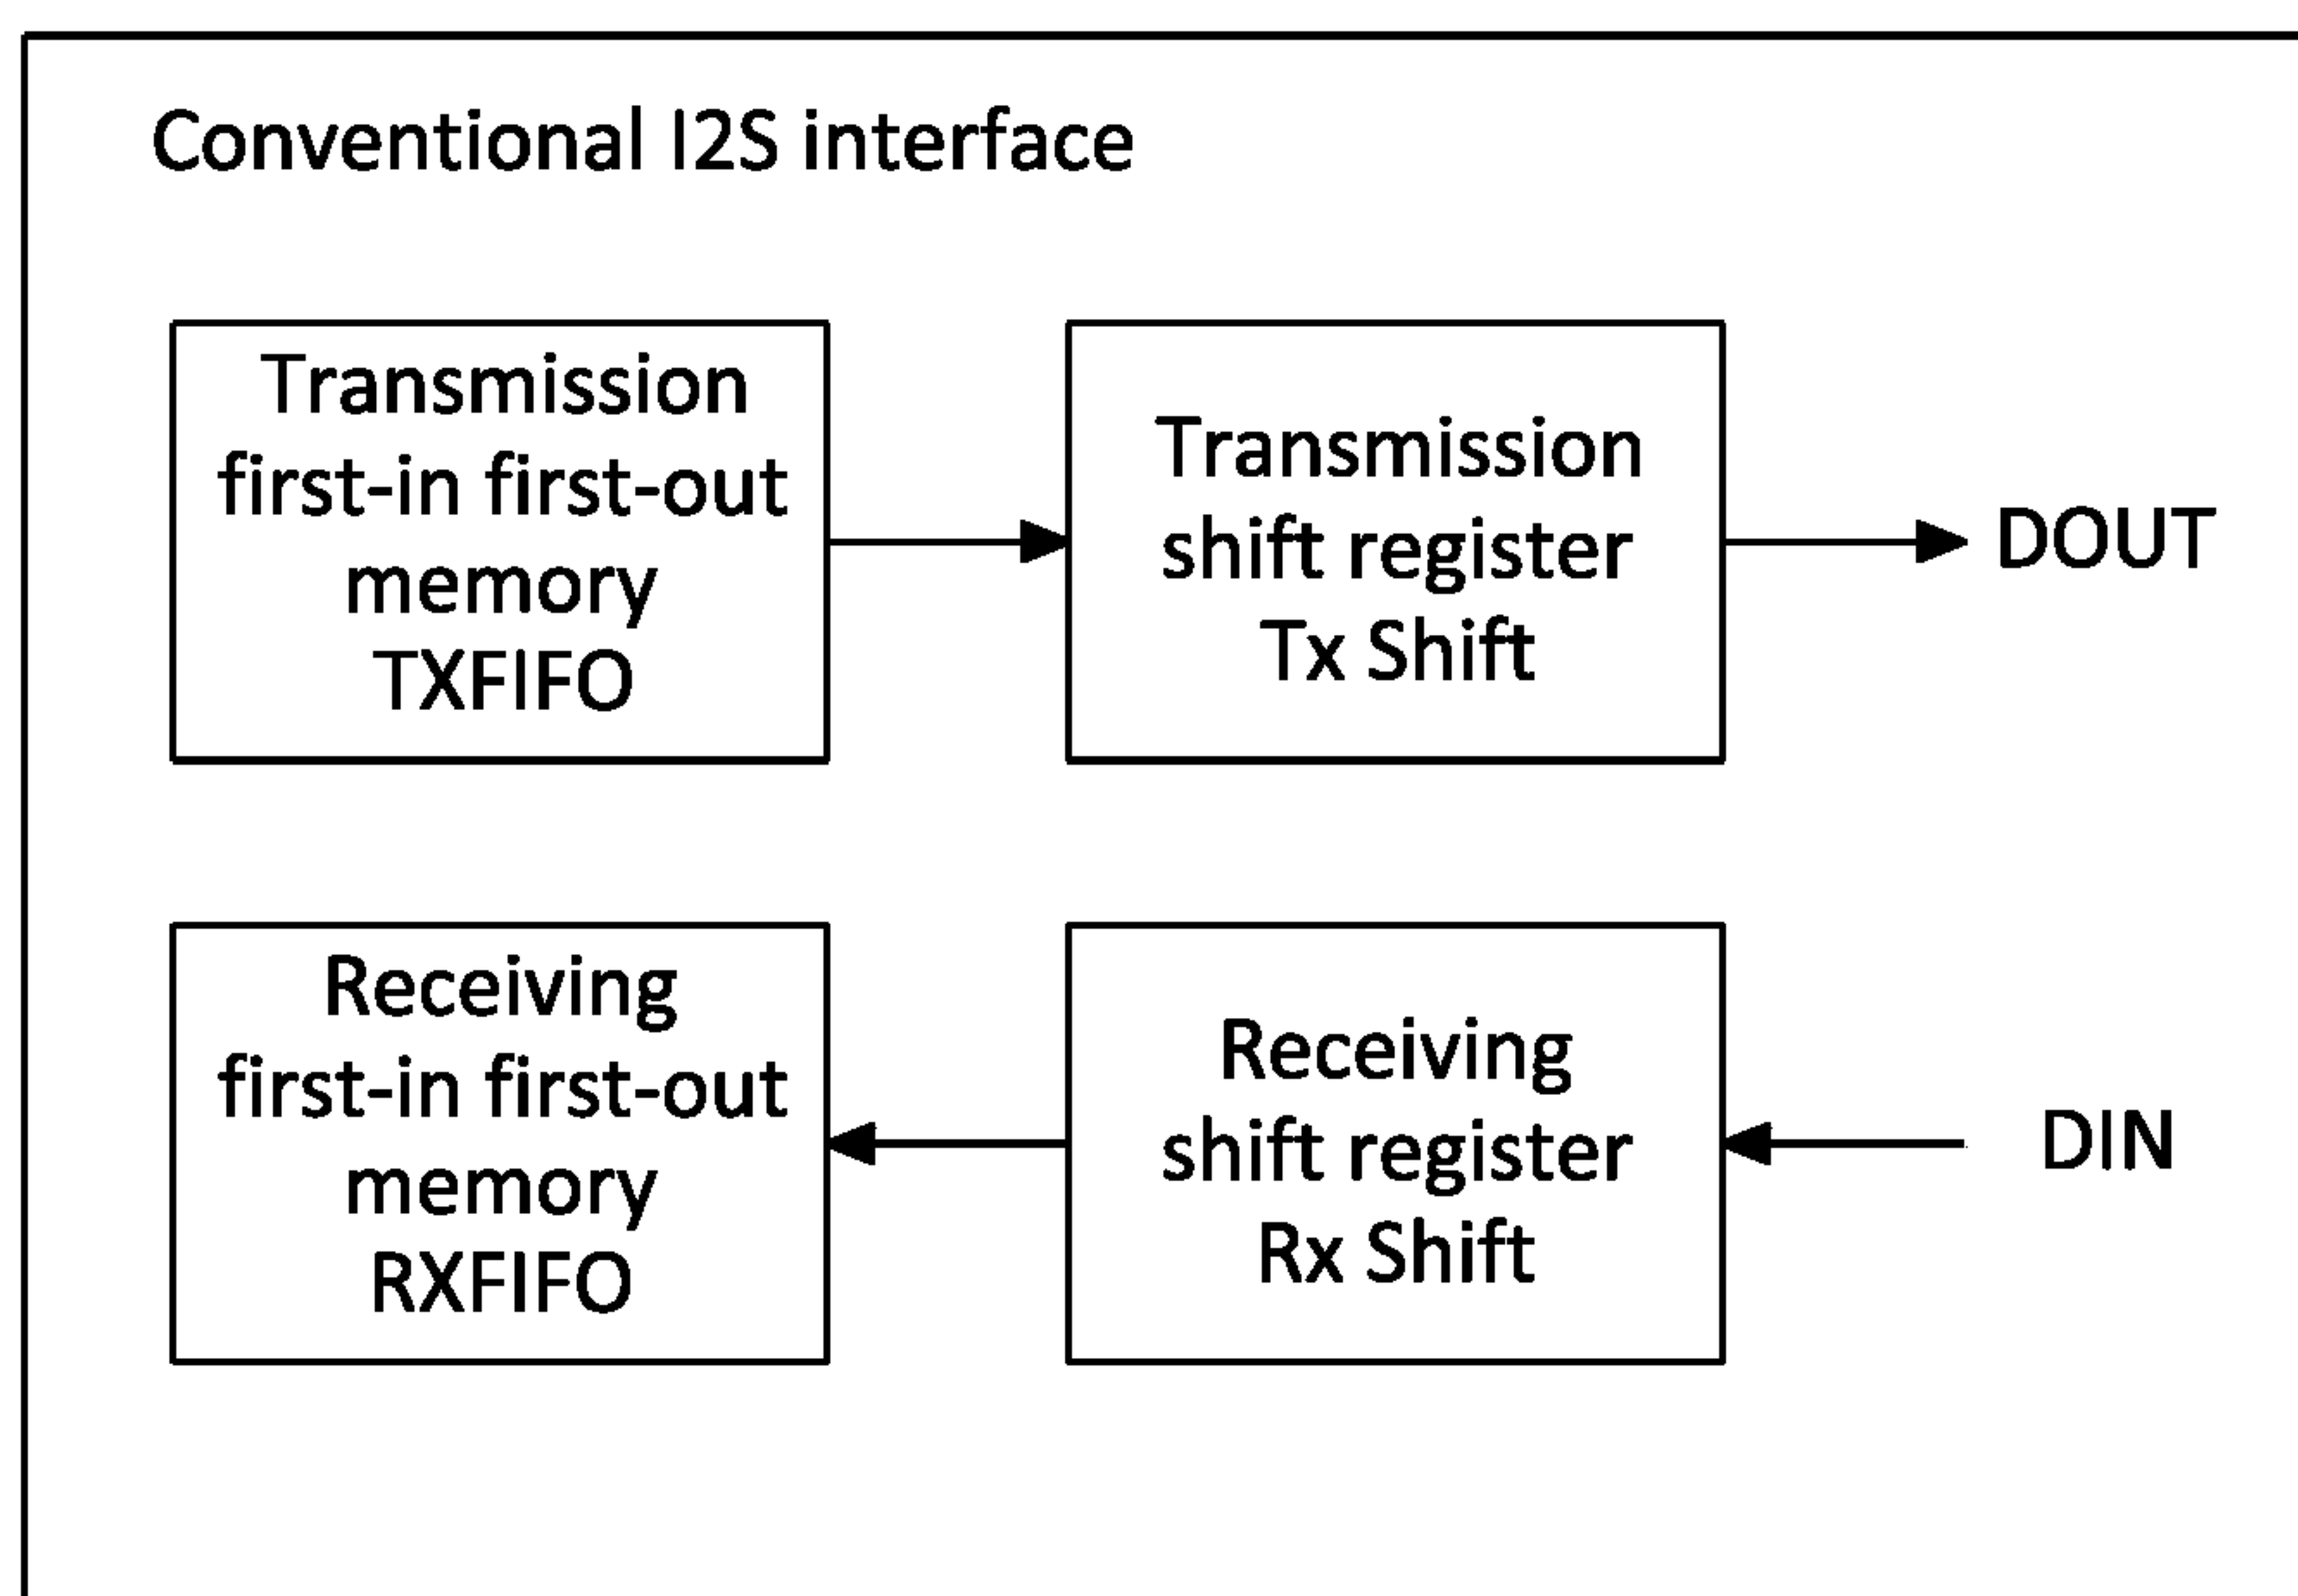 Conventional I2S interface
Transmission
first-in first-out
memory
TXFIFO
Transmission
shift register
Tx Shift
DOUT
Receiving
first-in first-out
memory
RXFIFO
Receiving
shift register
Rx Shift
DIN